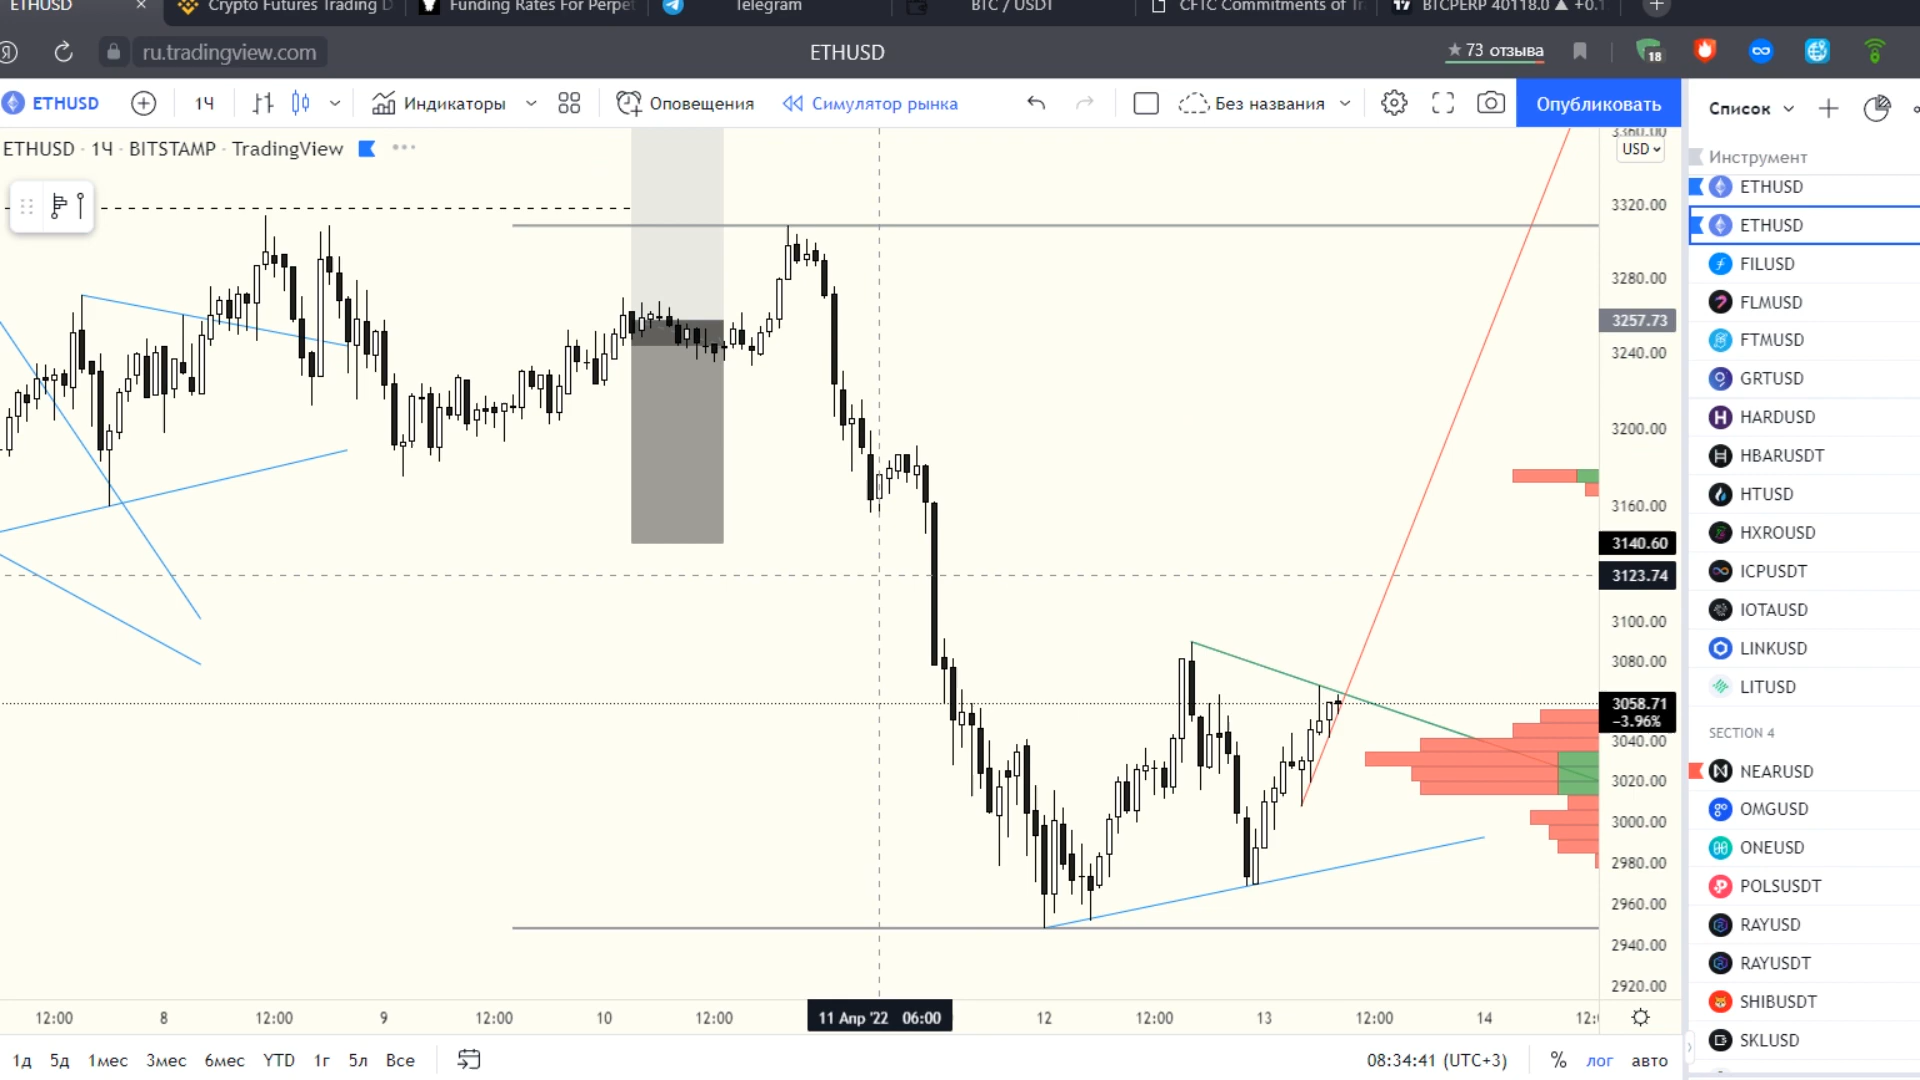 ETHUSD × Crypto Futures Trading D Funding Rates For Perpet Telegram BTC / USDT CFTC Commitments of Tr BTCPERP 40118.0 ▲ +0.1 +
Я ru.tradingview.com ETHUSD ★ 73 отзыва 18
ETHUSD 1Ч Индикаторы Оповещения Симулятор рынка Без названия Опубликовать
Список
ETHUSD · 1Ч · BITSTAMP · TradingView
3360.00
USD
3320.00
3280.00
3257.73
3240.00
3200.00
3160.00
3140.60
3123.74
3100.00
3080.00
3058.71
−3.96%
3040.00
3020.00
3000.00
2980.00
2960.00
2940.00
2920.00
12:00 8 12:00 9 12:00 10 12:00 11 Апр '22 06:00 12 12:00 13 12:00 14 12:
1д 5д 1мес 3мес 6мес YTD 1г 5л Все
08:34:41 (UTC+3) % лог авто
Инструмент
ETHUSD
ETHUSD
FILUSD
FLMUSD
FTMUSD
GRTUSD
HARDUSD
HBARUSDT
HTUSD
HXROUSD
ICPUSDT
IOTAUSD
LINKUSD
LITUSD
SECTION 4
NEARUSD
OMGUSD
ONEUSD
POLSUSDT
RAYUSD
RAYUSDT
SHIBUSDT
SKLUSD